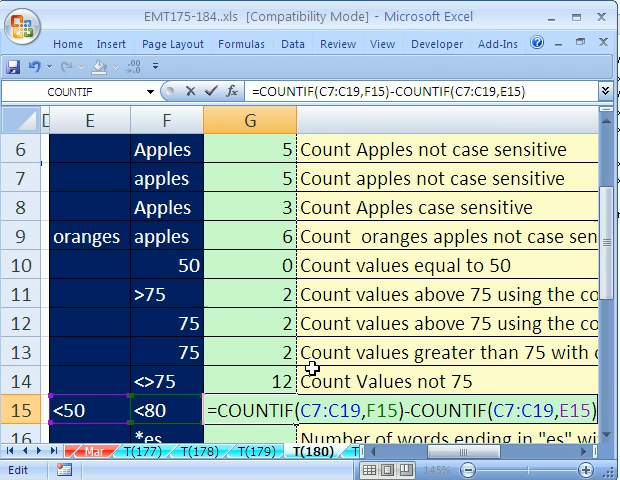 EMT175-184..xls [Compatibility Mode] - Microsoft Excel
Home Insert Page Layout Formulas Data Review View Developer Add-Ins
COUNTIF =COUNTIF(C7:C19,F15)-COUNTIF(C7:C19,E15)
D E F G
6 Apples 5 Count Apples not case sensitive
7 apples 5 Count apples not case sensitive
8 Apples 3 Count Apples case sensitive
9 oranges apples 6 Count oranges apples not case sen
10 50 0 Count values equal to 50
11 >75 2 Count values above 75 using the co
12 75 2 Count values above 75 using the co
13 75 2 Count values greater than 75 with
14 <>75 12 Count Values not 75
15 <50 <80 =COUNTIF(C7:C19,F15)-COUNTIF(C7:C19,E15)
16 *es Number of words ending in "es" wi
Mar T(177) T(178) T(179) T(180)
Edit 145%